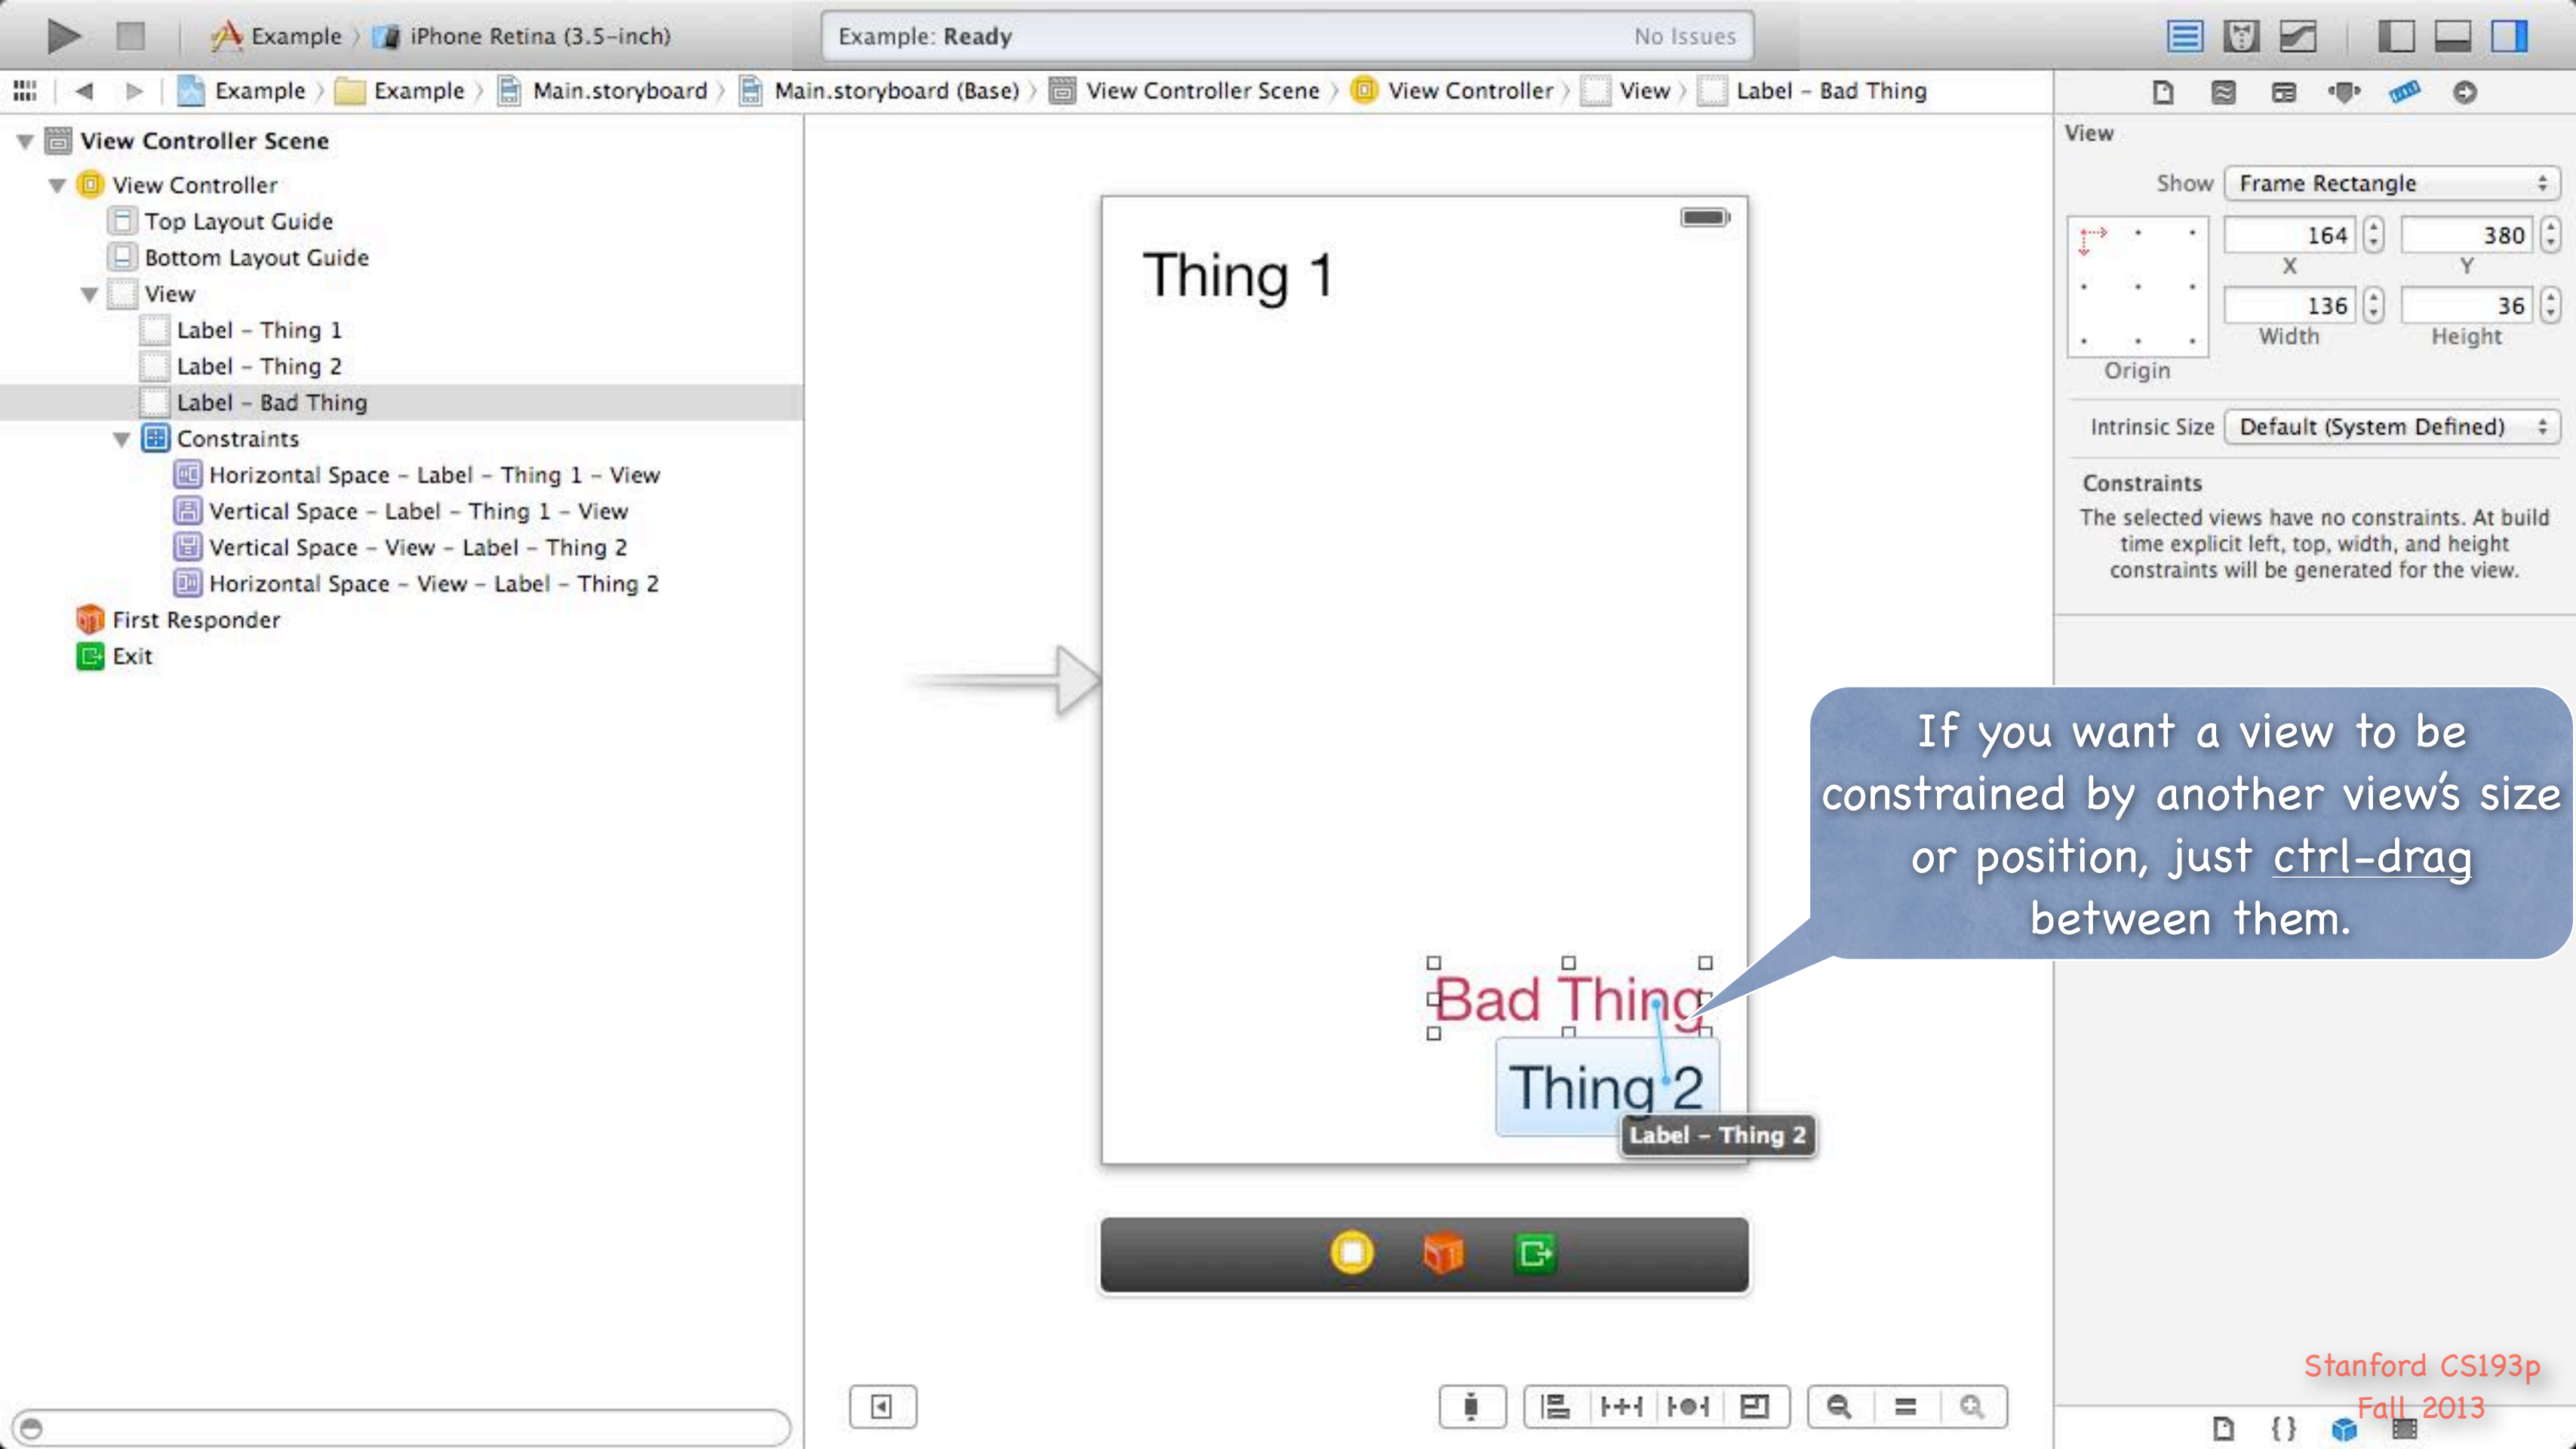 Example › iPhone Retina (3.5-inch)
Example: Ready
No Issues
Example › Example › Main.storyboard › Main.storyboard (Base) › View Controller Scene › View Controller › View › Label – Bad Thing
View Controller Scene
View Controller
Top Layout Guide
Bottom Layout Guide
View
Label – Thing 1
Label – Thing 2
Label – Bad Thing
Constraints
Horizontal Space – Label – Thing 1 – View
Vertical Space – Label – Thing 1 – View
Vertical Space – View – Label – Thing 2
Horizontal Space – View – Label – Thing 2
First Responder
Exit
Thing 1
Bad Thing
Thing 2
Label – Thing 2
If you want a view to be
constrained by another view's size
or position, just ctrl-drag
between them.
View
Show Frame Rectangle
164 380
X Y
136 36
Width Height
Origin
Intrinsic Size Default (System Defined)
Constraints
The selected views have no constraints. At build
time explicit left, top, width, and height
constraints will be generated for the view.
Stanford CS193p
Fall 2013